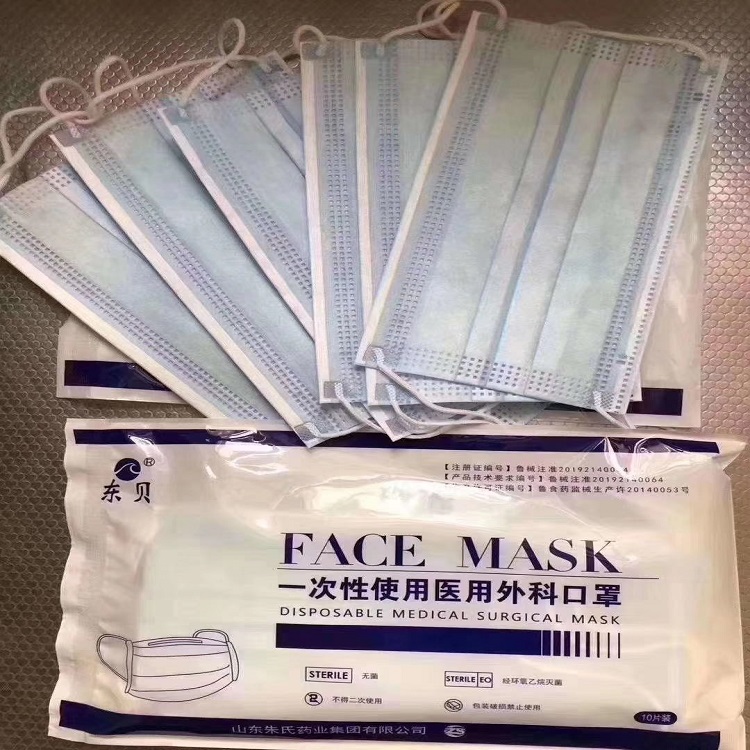 东贝®
【注册证编号】鲁械注准20192140064
【产品技术要求编号】鲁械注准20192140064
可证编号】鲁食药监械生产许20140053号
FACE MASK
一次性使用医用外科口罩
DISPOSABLE MEDICAL SURGICAL MASK
STERILE 无菌
STERILE EO 经环氧乙烷灭菌
不得二次使用
包装破损禁止使用
10片装
山东朱氏药业集团有限公司